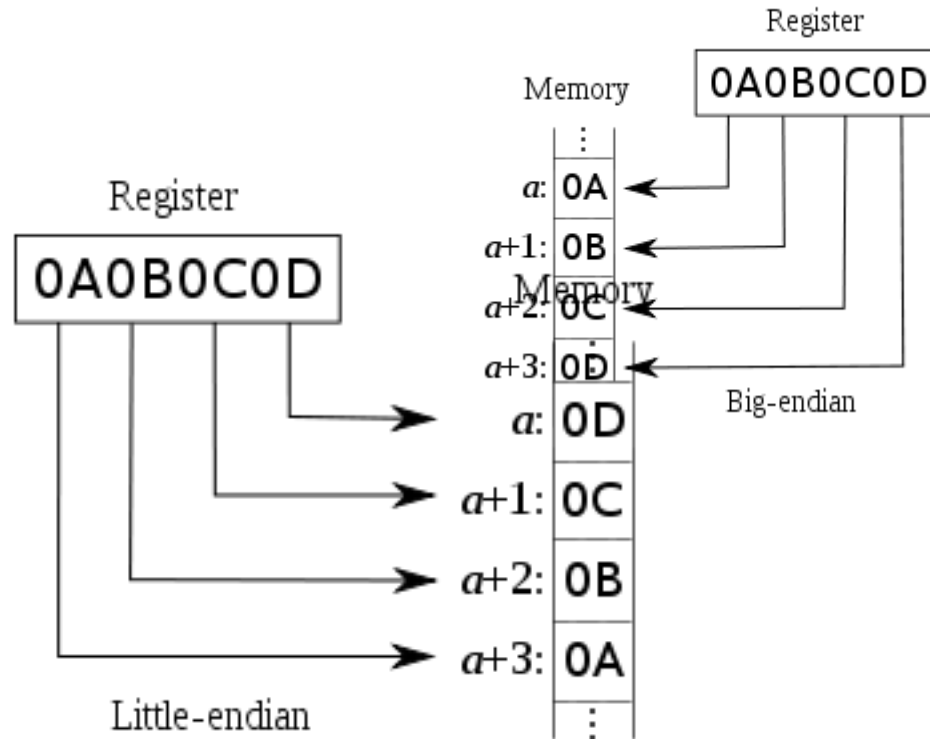 Register
0A0B0C0D
Memory
⋮
a: 0A
a+1: 0B
a+2: 0C
a+3: 0D
Big-endian
Register
0A0B0C0D
Memory
⋮
a: 0D
a+1: 0C
a+2: 0B
a+3: 0A
⋮
Little-endian